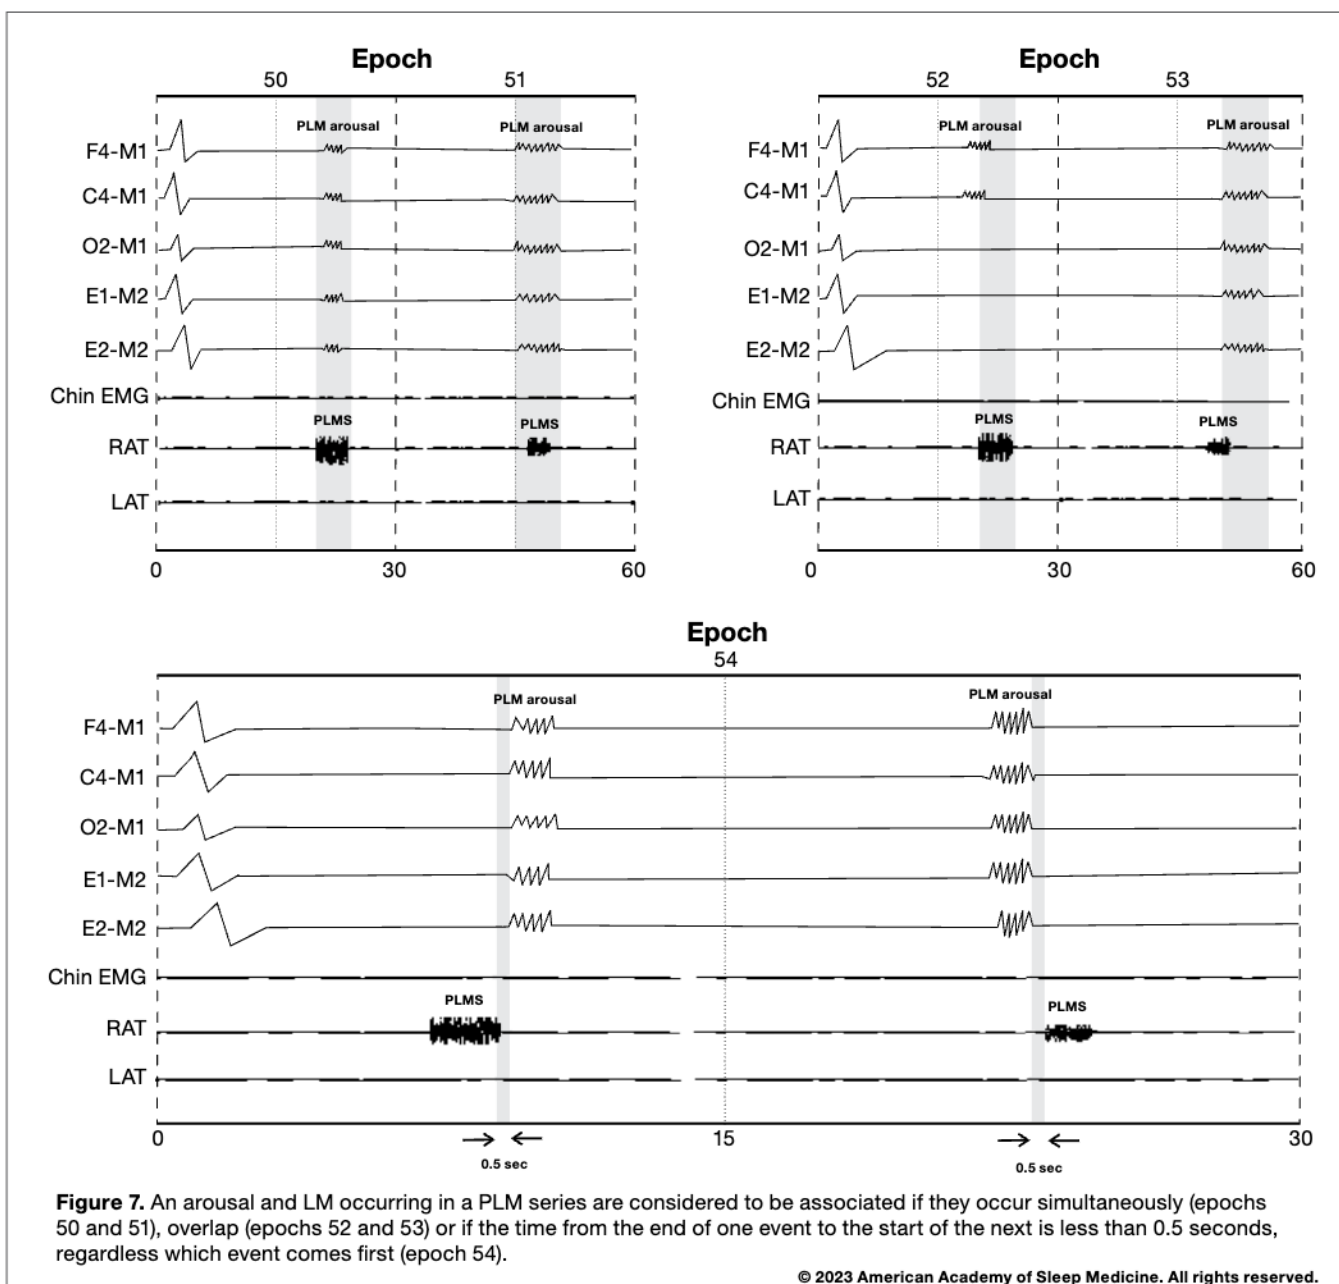 Epoch
50 51
PLM arousal PLM arousal
F4-M1
C4-M1
O2-M1
E1-M2
E2-M2
Chin EMG
PLMS PLMS
RAT
LAT
0 30 60
Epoch
52 53
PLM arousal PLM arousal
F4-M1
C4-M1
O2-M1
E1-M2
E2-M2
Chin EMG
PLMS PLMS
RAT
LAT
0 30 60
Epoch
54
PLM arousal PLM arousal
F4-M1
C4-M1
O2-M1
E1-M2
E2-M2
Chin EMG
PLMS PLMS
RAT
LAT
0 15 30
0.5 sec 0.5 sec
Figure 7. An arousal and LM occurring in a PLM series are considered to be associated if they occur simultaneously (epochs
50 and 51), overlap (epochs 52 and 53) or if the time from the end of one event to the start of the next is less than 0.5 seconds,
regardless which event comes first (epoch 54).
© 2023 American Academy of Sleep Medicine. All rights reserved.